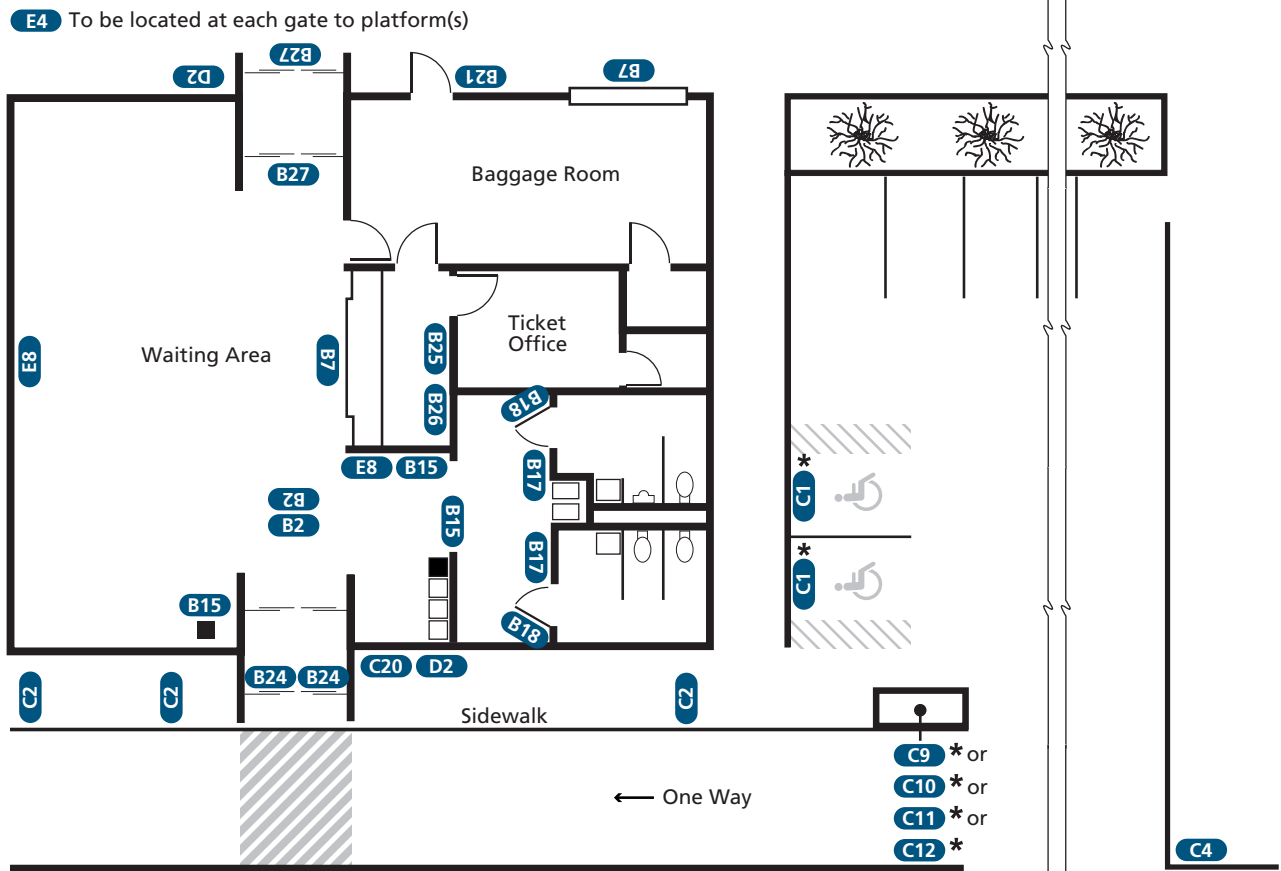 E4 To be located at each gate to platform(s)
B27
D2
B21
B7
B27
Baggage Room
Waiting Area
Ticket
Office
E8
B7
B25
B26
B18
E8
B15
B17
B2
B2
B15
B17
B15
B18
C1
*
C1
*
B24
B24
C20
D2
C2
C2
C2
Sidewalk
One Way
C9 * or
C10 * or
C11 * or
C12 *
C4